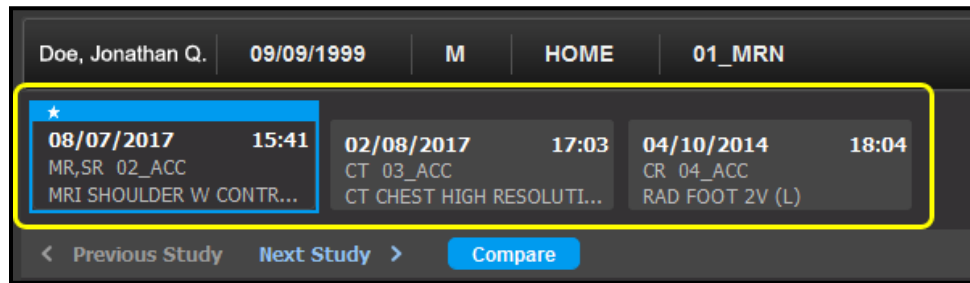 Doe, Jonathan Q. 09/09/1999 M HOME 01_MRN
08/07/2017 15:41
MR,SR 02_ACC
MRI SHOULDER W CONTR...
02/08/2017 17:03
CT 03_ACC
CT CHEST HIGH RESOLUTI...
04/10/2014 18:04
CR 04_ACC
RAD FOOT 2V (L)
< Previous Study Next Study > Compare